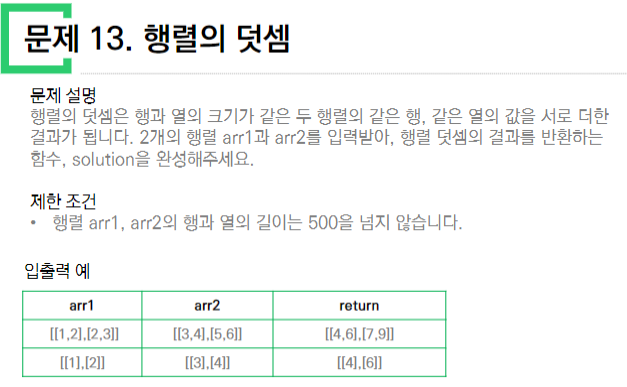 문제 13. 행렬의 덧셈
문제 설명
행렬의 덧셈은 행과 열의 크기가 같은 두 행렬의 같은 행, 같은 열의 값을 서로 더한
결과가 됩니다. 2개의 행렬 arr1과 arr2를 입력받아, 행렬 덧셈의 결과를 반환하는
함수, solution을 완성해주세요.
제한 조건
• 행렬 arr1, arr2의 행과 열의 길이는 500을 넘지 않습니다.
입출력 예
arr1 arr2 return
[[1,2],[2,3]] [[3,4],[5,6]] [[4,6],[7,9]]
[[1],[2]] [[3],[4]] [[4],[6]]